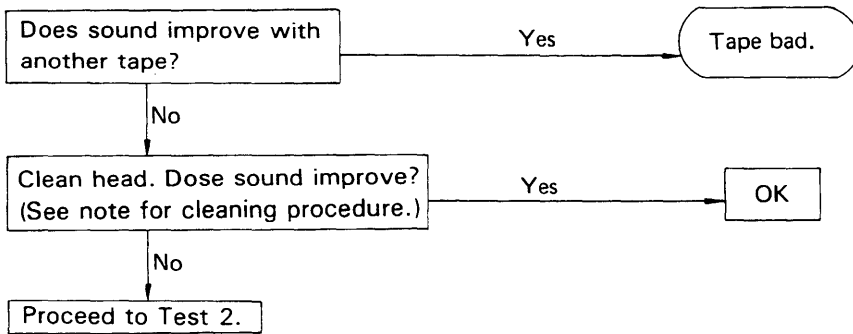 Does sound improve with
another tape?
Yes
Tape bad.
No
Clean head. Dose sound improve?
(See note for cleaning procedure.)
Yes
OK
No
Proceed to Test 2.